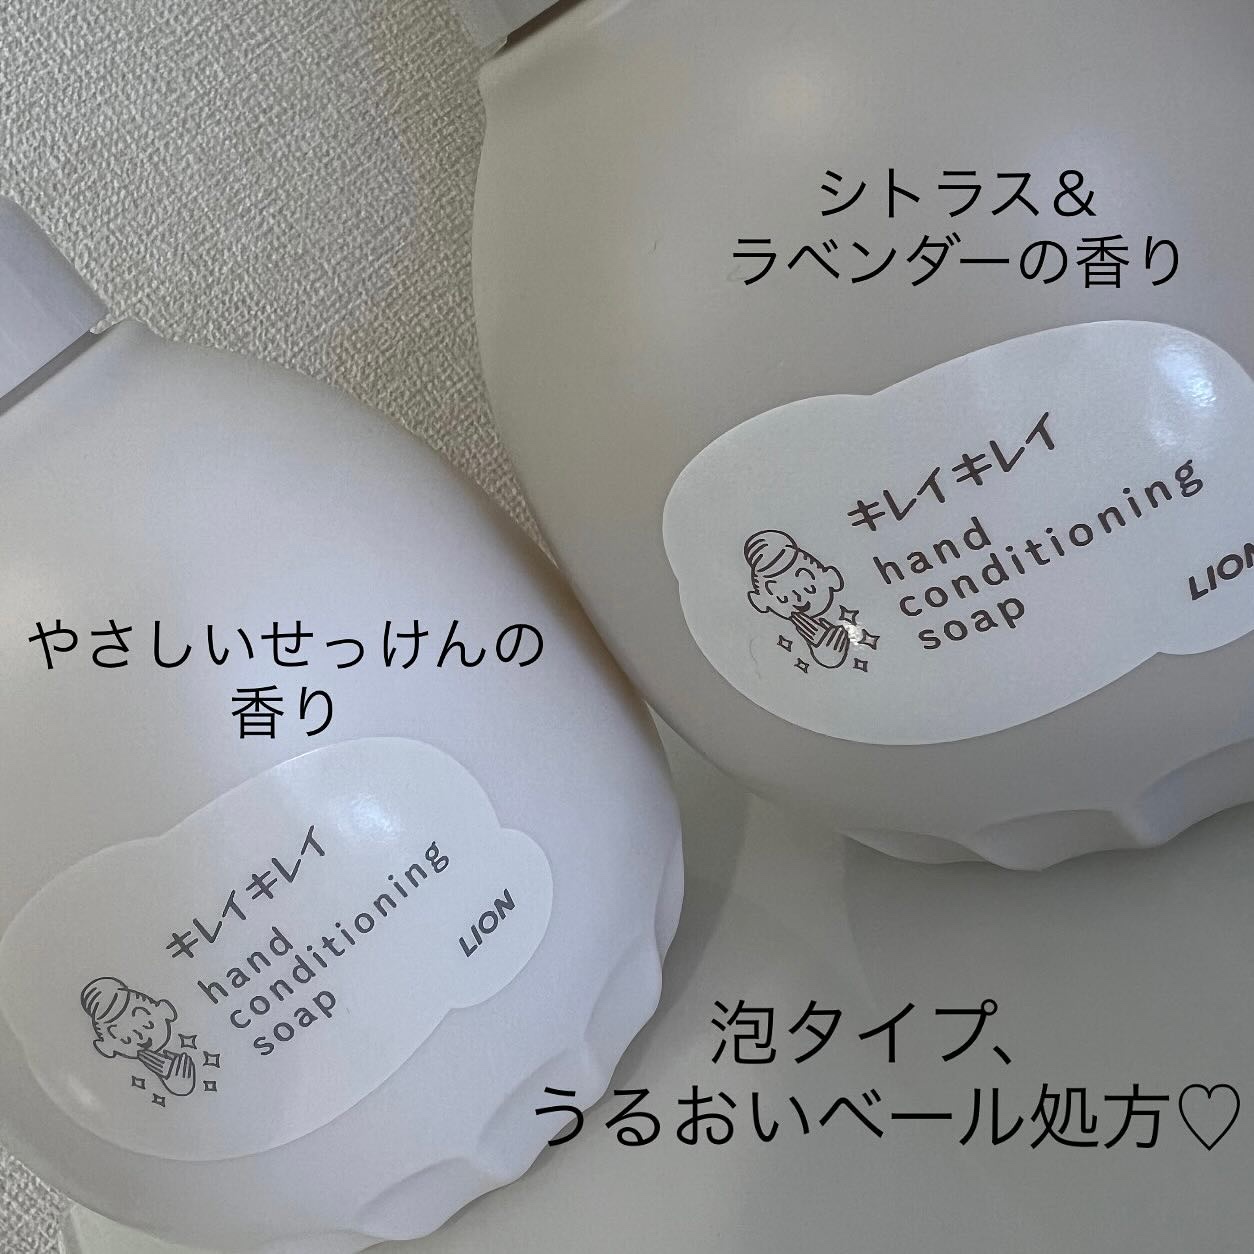 シトラス＆
ラベンダーの香り
キレイキレイ
hand
conditioning
soap
LION
やさしいせっけんの
香り
キレイキレイ
hand
conditioning
soap
LION
泡タイプ、
うるおいベール処方♡